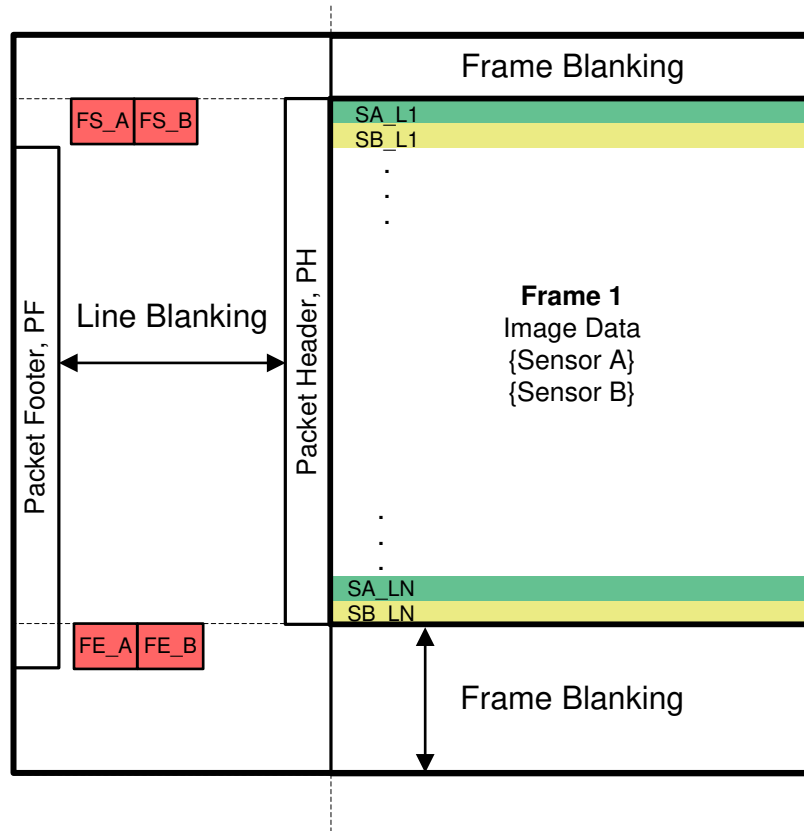 Frame Blanking
FS_A FS_B
SA_L1
SB_L1
.
.
.
Packet Footer, PF
Line Blanking
Packet Header, PH
Frame 1
Image Data
{Sensor A}
{Sensor B}
.
.
.
SA_LN
SB_LN
FE_A FE_B
Frame Blanking